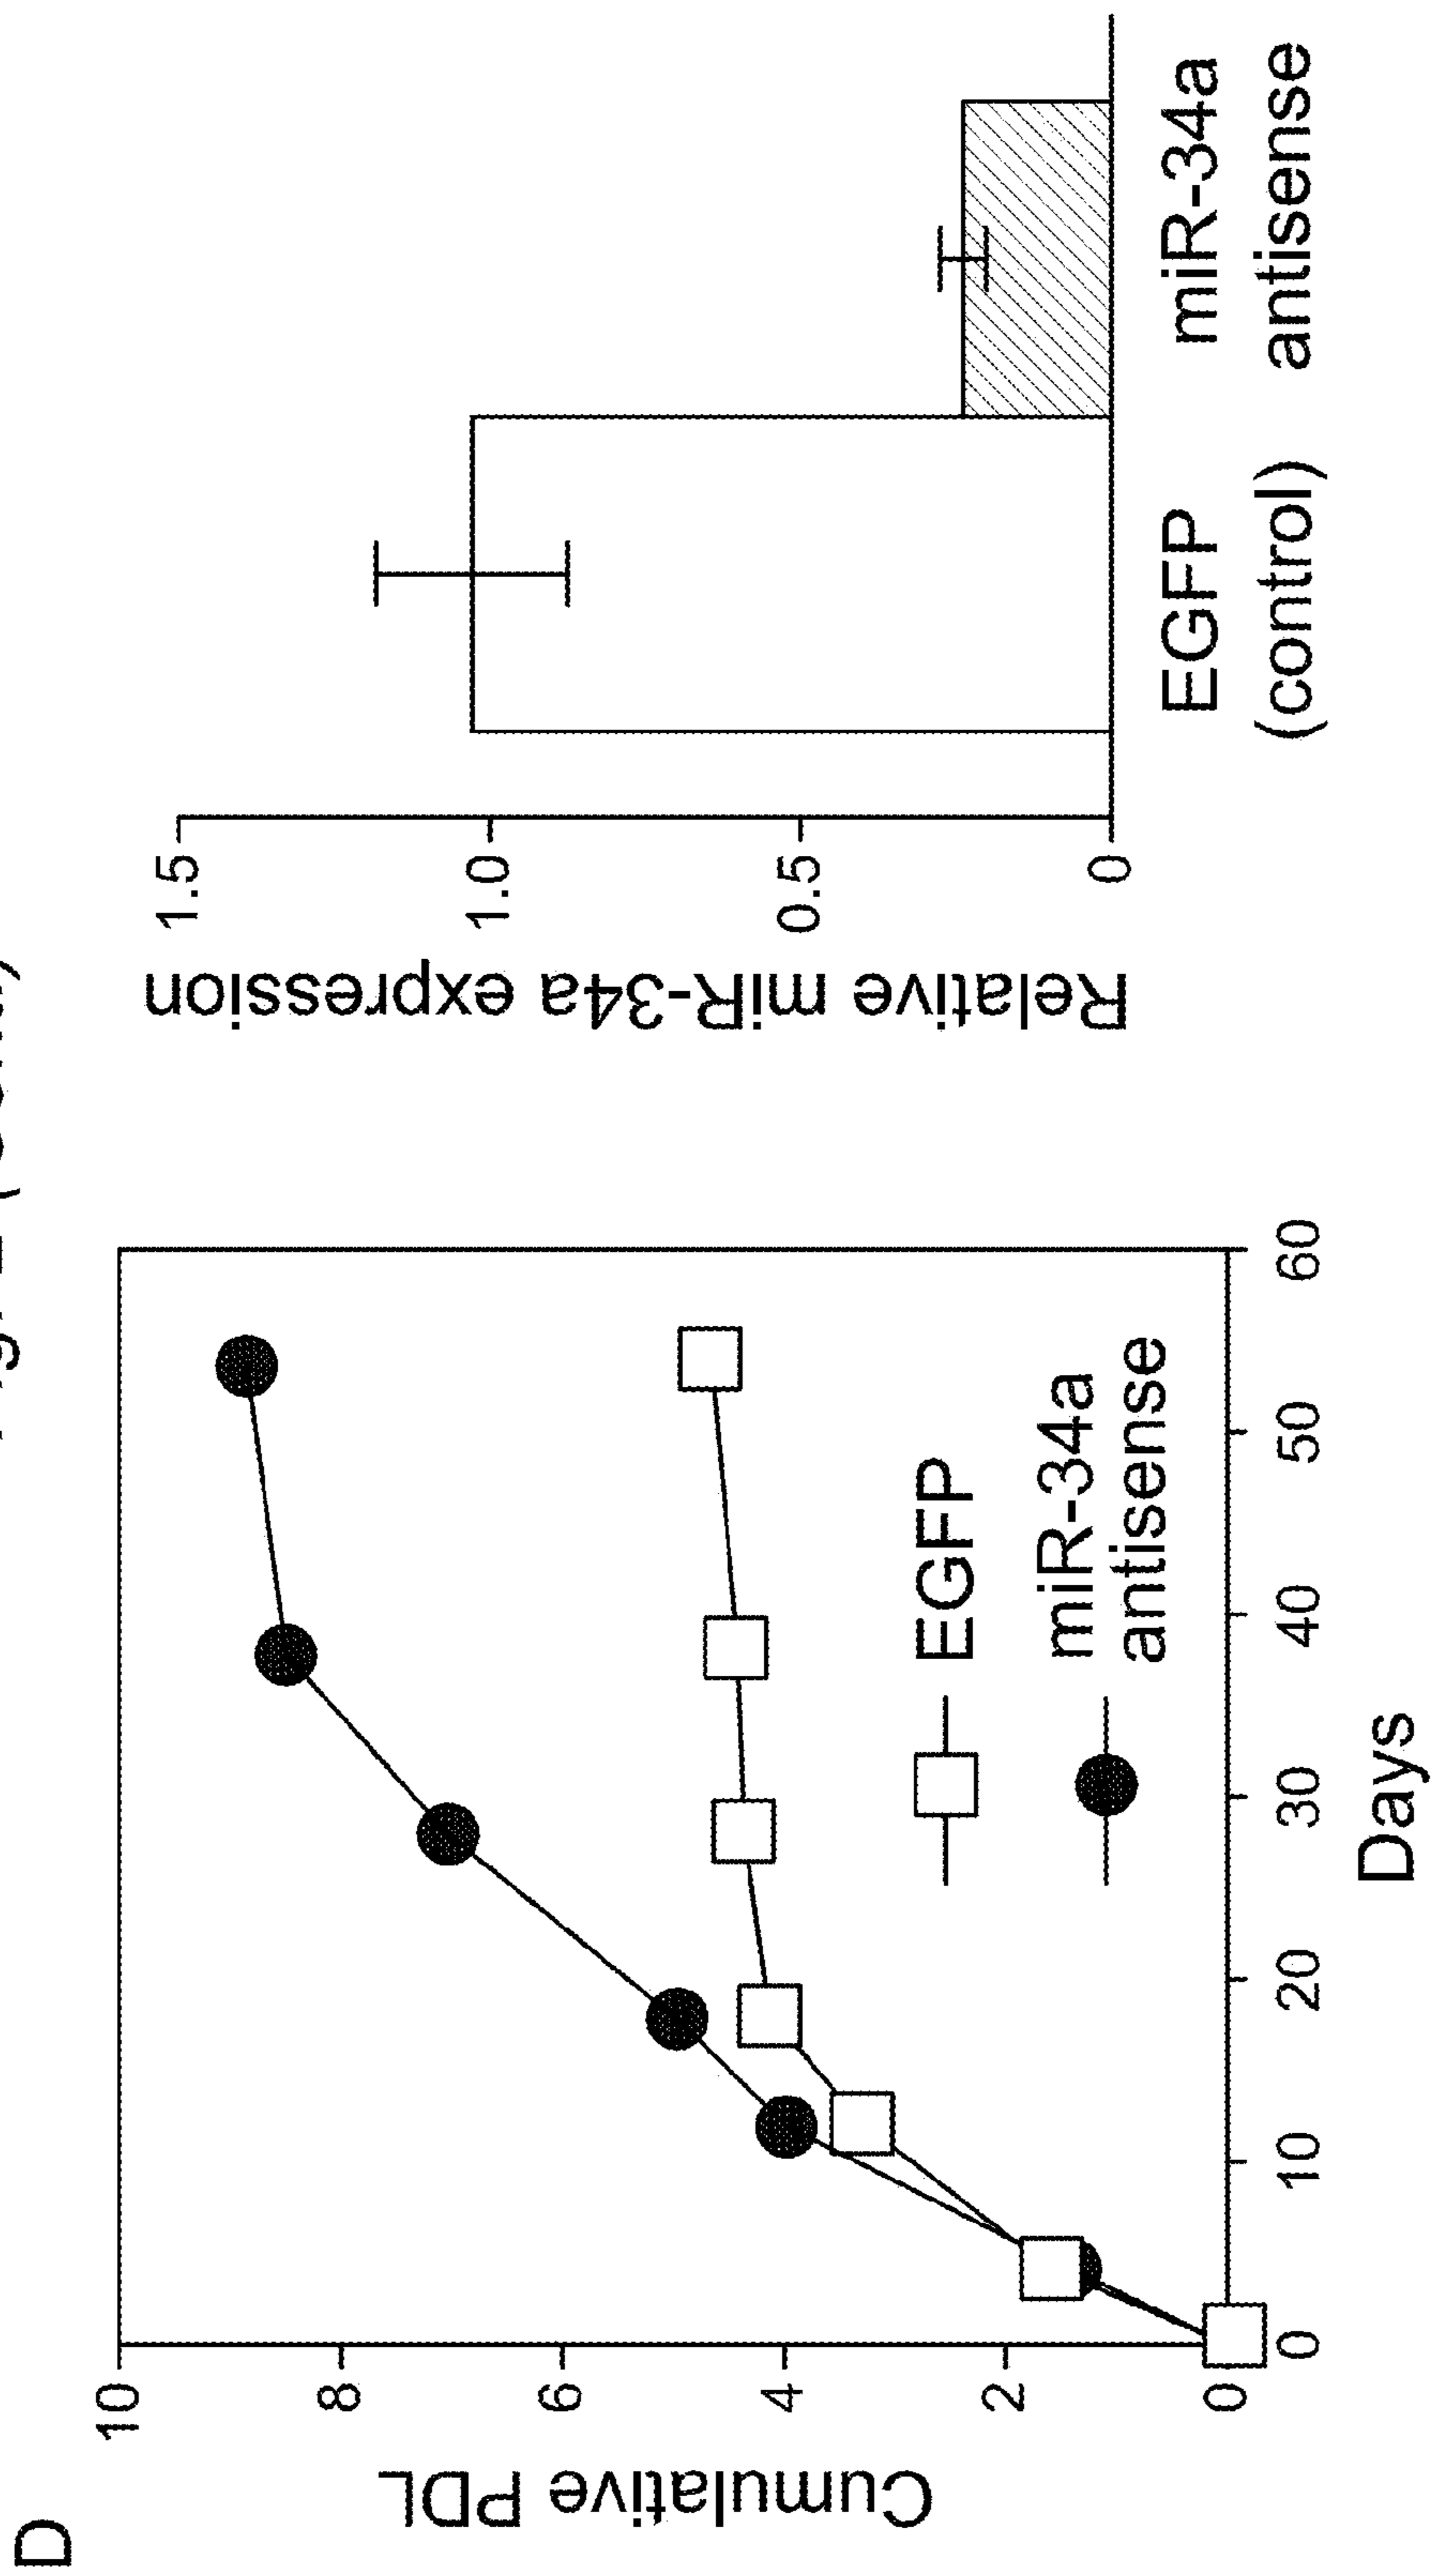 D
Cumulative PDL
10
8
6
4
2
0
0 10 20 30 40 50 60
Days
EGFP
miR-34a
antisense
Relative miR-34a expression
1.5
1.0
0.5
0
EGFP
(control)
miR-34a
antisense